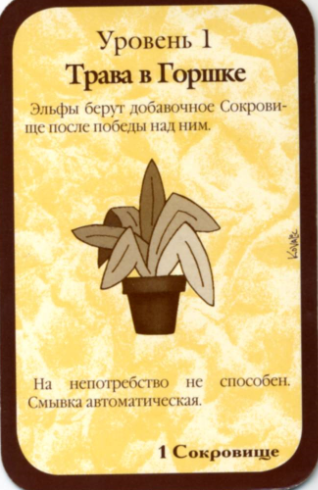 Уровень 1
Трава в Горшке
Эльфы берут добавочное Сокрови-
ще после победы над ним.
Kovalic
На непотребство не способен.
Смывка автоматическая.
1 Сокровище